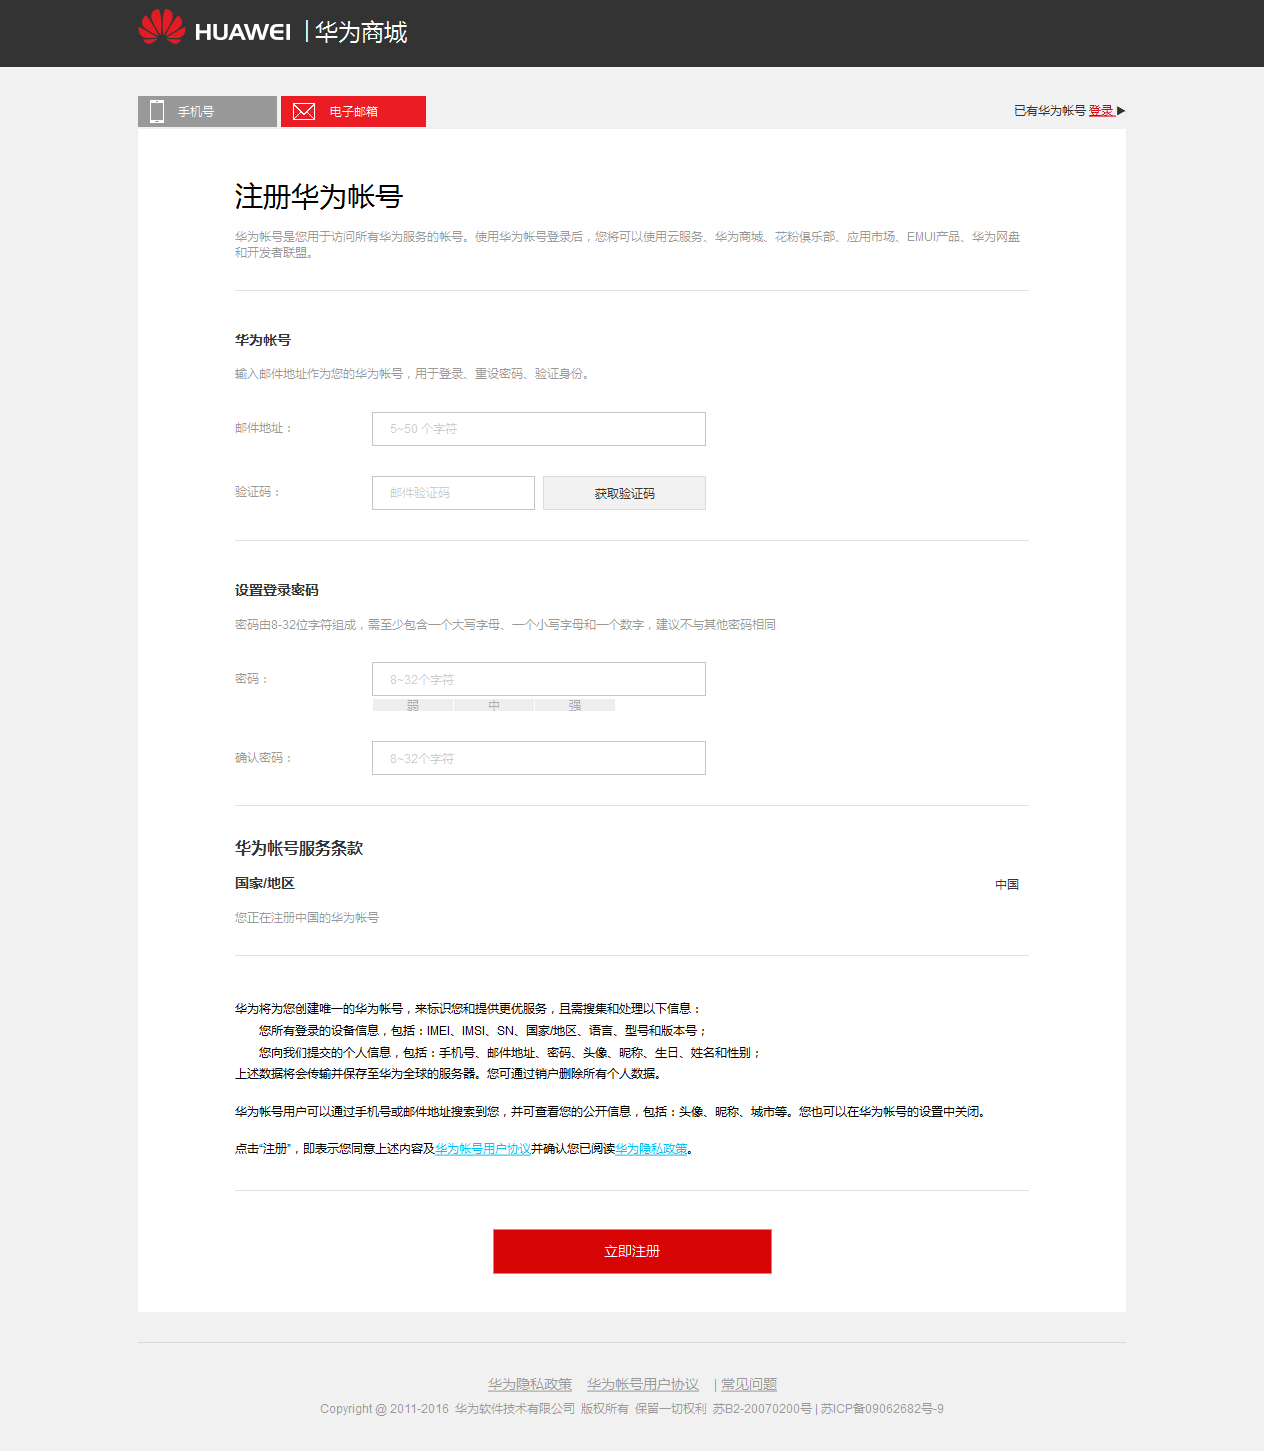 HUAWEI | 华为商城
手机号
电子邮箱
已有华为帐号 登录
注册华为帐号
华为帐号是您用于访问所有华为服务的帐号。使用华为帐号登录后，您将可以使用云服务、华为商城、花粉俱乐部、应用市场、EMUI产品、华为网盘
和开发者联盟。
华为帐号
输入邮件地址作为您的华为帐号，用于登录、重设密码、验证身份。
邮件地址：
5~50 个字符
验证码：
邮件验证码
获取验证码
设置登录密码
密码由8-32位字符组成，需至少包含一个大写字母、一个小写字母和一个数字，建议不与其他密码相同
密码：
8~32个字符
弱 中 强
确认密码：
8~32个字符
华为帐号服务条款
国家/地区
中国
您正在注册中国的华为帐号
华为将为您创建唯一的华为帐号，来标识您和提供更优服务，且需搜集和处理以下信息：
您所有登录的设备信息，包括：IMEI、IMSI、SN、国家/地区、语言、型号和版本号；
您向我们提交的个人信息，包括：手机号、邮件地址、密码、头像、昵称、生日、姓名和性别；
上述数据将会传输并保存至华为全球的服务器。您可通过销户删除所有个人数据。
华为帐号用户可以通过手机号或邮件地址搜索到您，并可查看您的公开信息，包括：头像、昵称、城市等。您也可以在华为帐号的设置中关闭。
点击“注册”，即表示您同意上述内容及华为帐号用户协议并确认您已阅读华为隐私政策。
立即注册
华为隐私政策 华为帐号用户协议 | 常见问题
Copyright @ 2011-2016 华为软件技术有限公司 版权所有 保留一切权利 苏B2-20070200号 | 苏ICP备09062682号-9